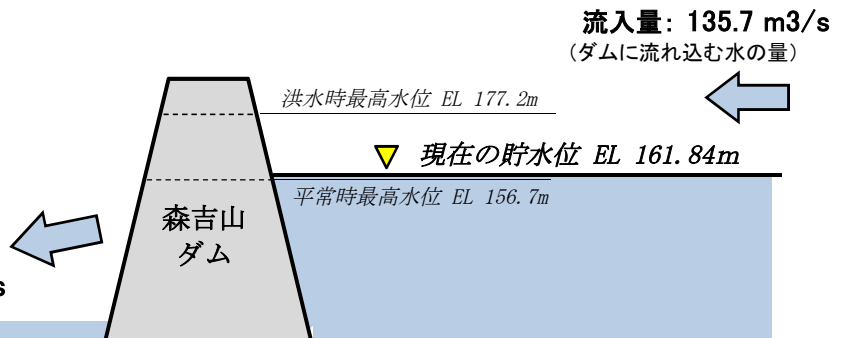 流入量： 135.7 m3/s
（ダムに流れ込む水の量）
洪水時最高水位 EL 177.2m
現在の貯水位 EL 161.84m
平常時最高水位 EL 156.7m
森吉山
ダム
s